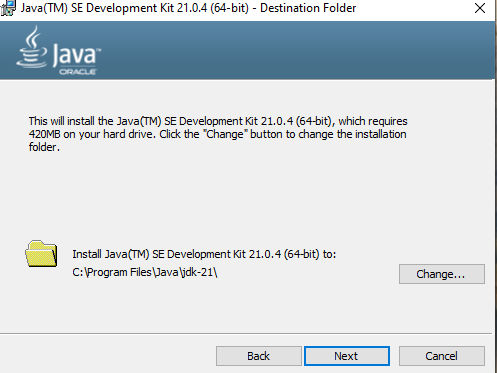 Java(TM) SE Development Kit 21.0.4 (64-bit) - Destination Folder
Java™
ORACLE
This will install the Java(TM) SE Development Kit 21.0.4 (64-bit), which requires
420MB on your hard drive. Click the "Change" button to change the installation
folder.
Install Java(TM) SE Development Kit 21.0.4 (64-bit) to:
C:\Program Files\Java\jdk-21\
Change...
Back
Next
Cancel